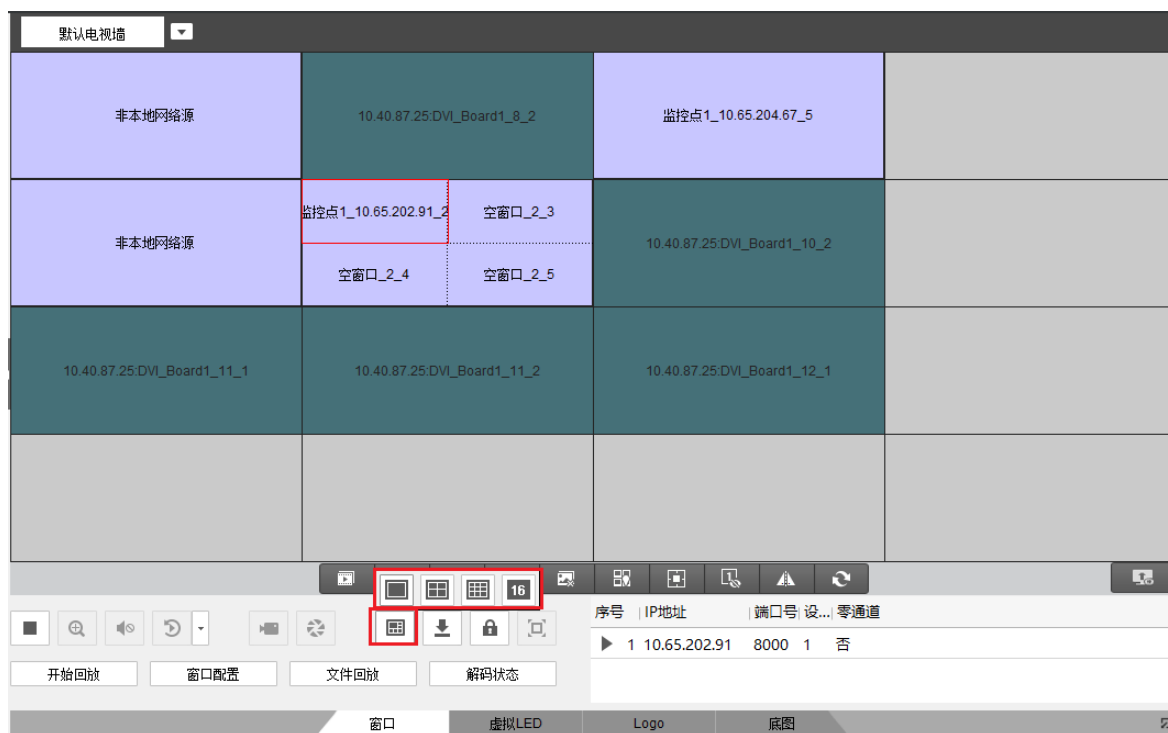 默认电视墙
非本地网络源
10.40.87.25:DVI_Board1_8_2
监控点1_10.65.204.67_5
非本地网络源
监控点1_10.65.202.91_2
空窗口_2_3
空窗口_2_4
空窗口_2_5
10.40.87.25:DVI_Board1_10_2
10.40.87.25:DVI_Board1_11_1
10.40.87.25:DVI_Board1_11_2
10.40.87.25:DVI_Board1_12_1
16
1
序号 IP地址 端口号 设... 零通道
1 10.65.202.91 8000 1 否
开始回放 窗口配置 文件回放 解码状态
窗口 虚拟LED Logo 底图